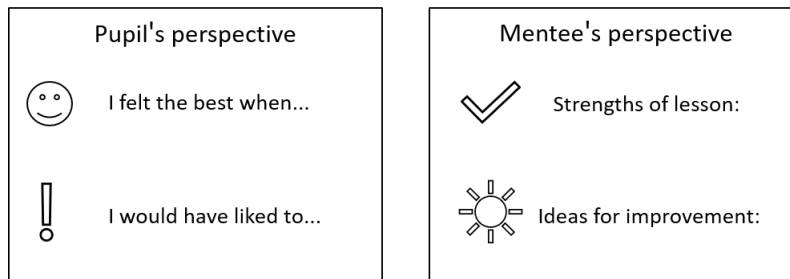 Pupil's perspective
I felt the best when...
I would have liked to...
Mentee's perspective
Strengths of lesson:
Ideas for improvement: